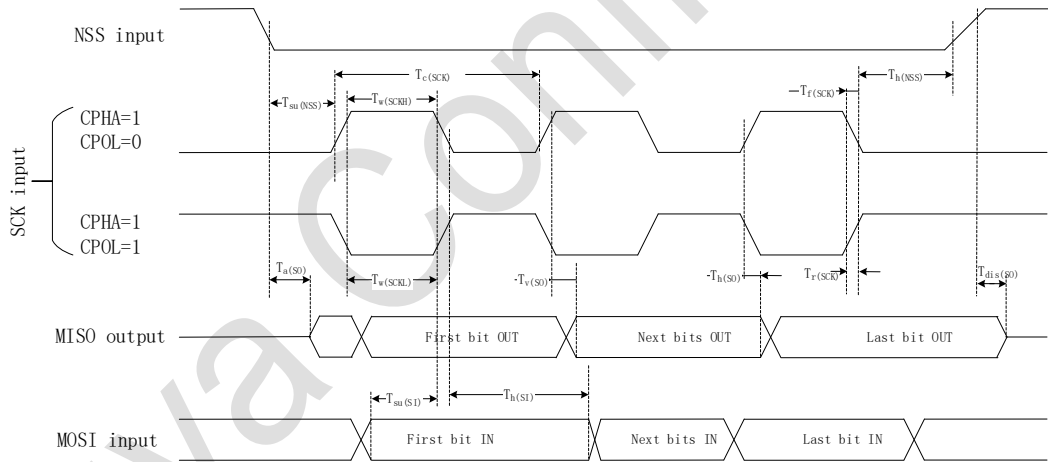 NSS input
Tc(SCK)
Th(NSS)
Tsu(NSS)
Tw(SCKH)
Tf(SCK)
CPHA=1
CPOL=0
SCK input
CPHA=1
CPOL=1
Ta(SO)
Tw(SCKL)
Tv(SO)
Th(SO)
Tr(SCK)
Tdis(SO)
MISO output
First bit OUT
Next bits OUT
Last bit OUT
Tsu(SI)
Th(SI)
MOSI input
First bit IN
Next bits IN
Last bit IN